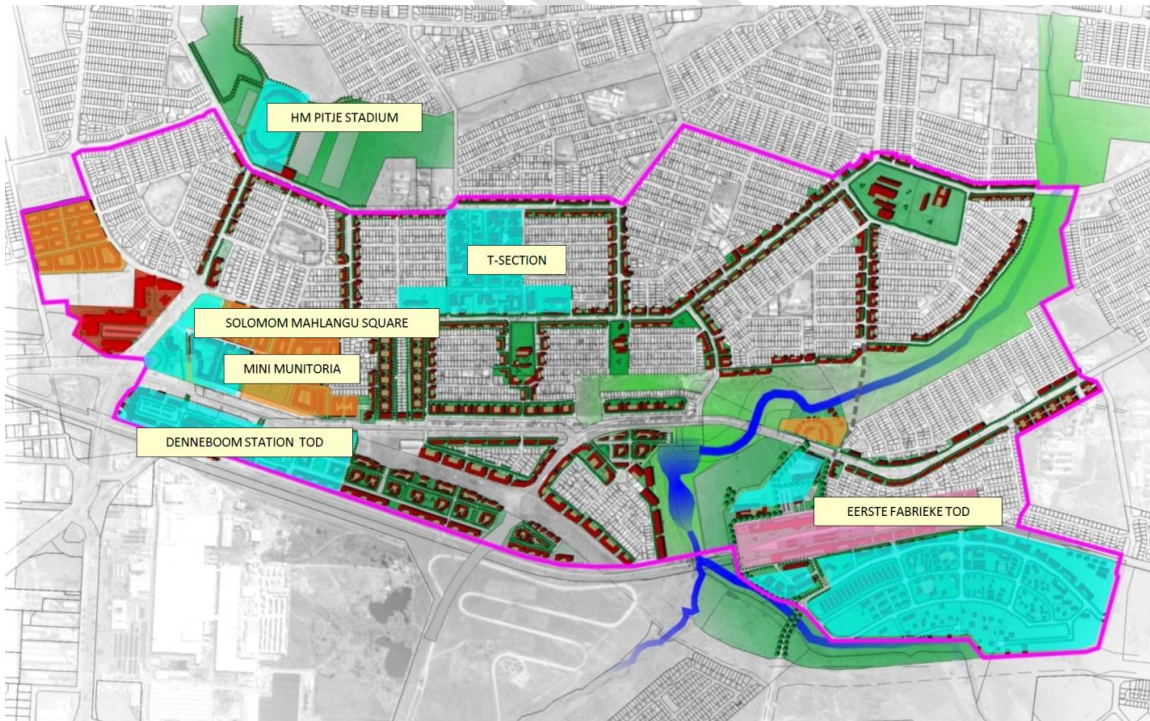 HM PITJE STADIUM
T-SECTION
SOLOMOM MAHLANGU SQUARE
MINI MUNITORIA
DENNEBOOM STATION TOD
EERSTE FABRIEKE TOD